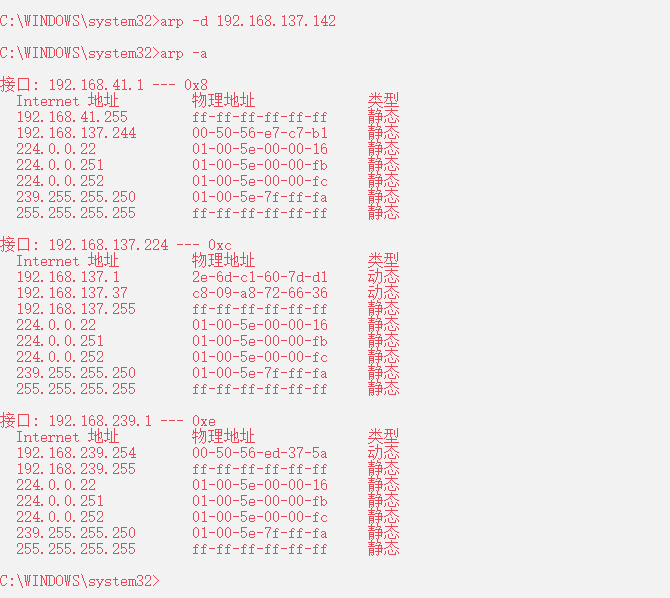 C:\WINDOWS\system32>arp -d 192.168.137.142
C:\WINDOWS\system32>arp -a
接口: 192.168.41.1 --- 0x8
Internet 地址 物理地址 类型
192.168.41.255 ff-ff-ff-ff-ff-ff 静态
192.168.137.244 00-50-56-e7-c7-b1 静态
224.0.0.22 01-00-5e-00-00-16 静态
224.0.0.251 01-00-5e-00-00-fb 静态
224.0.0.252 01-00-5e-00-00-fc 静态
239.255.255.250 01-00-5e-7f-ff-fa 静态
255.255.255.255 ff-ff-ff-ff-ff-ff 静态
接口: 192.168.137.224 --- 0xc
Internet 地址 物理地址 类型
192.168.137.1 2e-6d-c1-60-7d-d1 动态
192.168.137.37 c8-09-a8-72-66-36 动态
192.168.137.255 ff-ff-ff-ff-ff-ff 静态
224.0.0.22 01-00-5e-00-00-16 静态
224.0.0.251 01-00-5e-00-00-fb 静态
224.0.0.252 01-00-5e-00-00-fc 静态
239.255.255.250 01-00-5e-7f-ff-fa 静态
255.255.255.255 ff-ff-ff-ff-ff-ff 静态
接口: 192.168.239.1 --- 0xe
Internet 地址 物理地址 类型
192.168.239.254 00-50-56-ed-37-5a 动态
192.168.239.255 ff-ff-ff-ff-ff-ff 静态
224.0.0.22 01-00-5e-00-00-16 静态
224.0.0.251 01-00-5e-00-00-fb 静态
224.0.0.252 01-00-5e-00-00-fc 静态
239.255.255.250 01-00-5e-7f-ff-fa 静态
255.255.255.255 ff-ff-ff-ff-ff-ff 静态
C:\WINDOWS\system32>